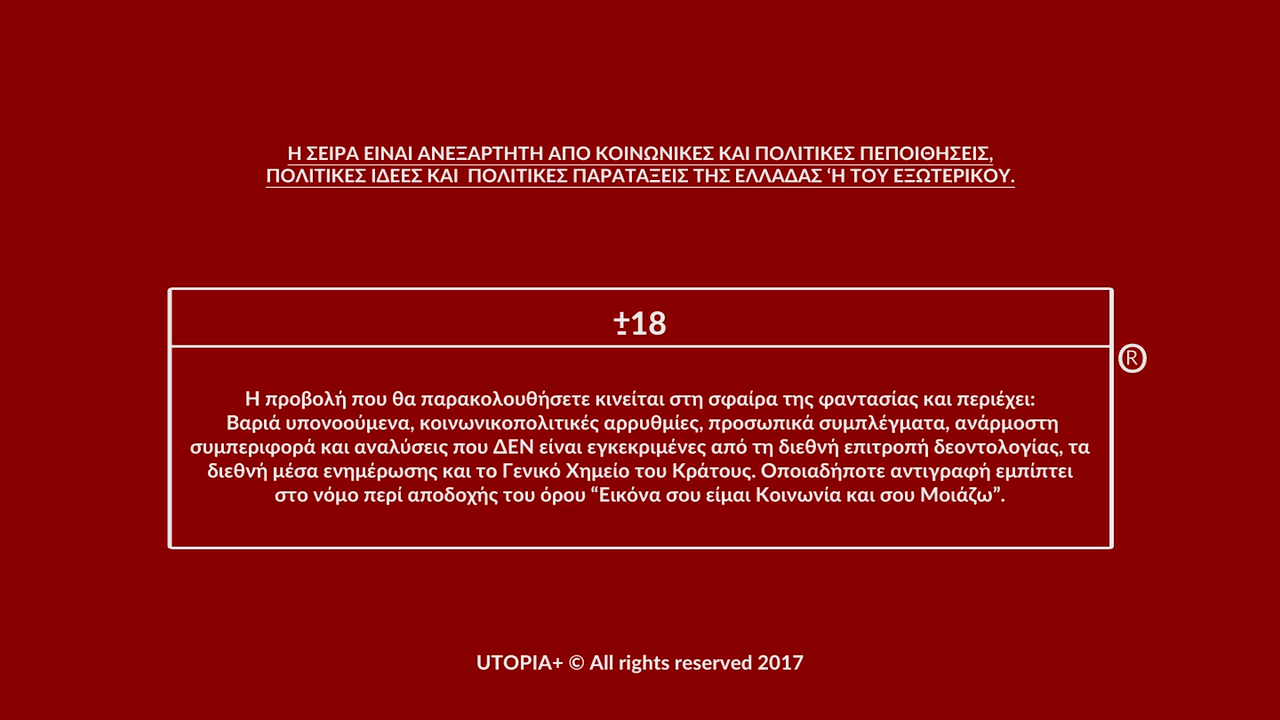 Η ΣΕΙΡΑ ΕΙΝΑΙ ΑΝΕΞΑΡΤΗΤΗ ΑΠΟ ΚΟΙΝΩΝΙΚΕΣ ΚΑΙ ΠΟΛΙΤΙΚΕΣ ΠΕΠΟΙΘΗΣΕΙΣ,
ΠΟΛΙΤΙΚΕΣ ΙΔΕΕΣ ΚΑΙ  ΠΟΛΙΤΙΚΕΣ ΠΑΡΑΤΑΞΕΙΣ ΤΗΣ ΕΛΛΑΔΑΣ ‘Η ΤΟΥ ΕΞΩΤΕΡΙΚΟΥ.
±18
®
Η προβολή που θα παρακολουθήσετε κινείται στη σφαίρα της φαντασίας και περιέχει:
Βαριά υπονοούμενα, κοινωνικοπολιτικές αρρυθμίες, προσωπικά συμπλέγματα, ανάρμοστη
συμπεριφορά και αναλύσεις που ΔΕΝ είναι εγκεκριμένες από τη διεθνή επιτροπή δεοντολογίας, τα
διεθνή μέσα ενημέρωσης και το Γενικό Χημείο του Κράτους. Οποιαδήποτε αντιγραφή εμπίπτει
στο νόμο περί αποδοχής του όρου “Εικόνα σου είμαι Κοινωνία και σου Μοιάζω”.
UTOPIA+ © All rights reserved 2017